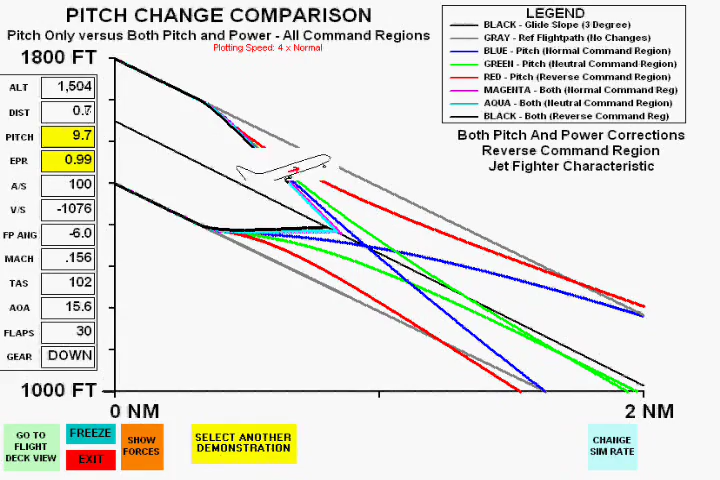 PITCH CHANGE COMPARISON
Pitch Only versus Both Pitch and Power - All Command Regions
Plotting Speed: 4 x Normal
LEGEND
BLACK - Glide Slope (3 Degree)
GRAY - Ref Flightpath (No Changes)
BLUE - Pitch (Normal Command Region)
GREEN - Pitch (Neutral Command Region)
RED - Pitch (Reverse Command Region)
MAGENTA - Both (Normal Command Reg)
AQUA - Both (Neutral Command Region)
BLACK - Both (Reverse Command Reg)
Both Pitch And Power Corrections
Reverse Command Region
Jet Fighter Characteristic
1800 FT
ALT 1,504
DIST 0.7
PITCH 9.7
EPR 0.99
A/S 100
V/S -1076
FP ANG -6.0
MACH .156
TAS 102
AOA 15.6
FLAPS 30
GEAR DOWN
1000 FT
0 NM
2 NM
GO TO
FLIGHT
DECK VIEW
FREEZE
EXIT
SHOW
FORCES
SELECT ANOTHER
DEMONSTRATION
CHANGE
SIM RATE